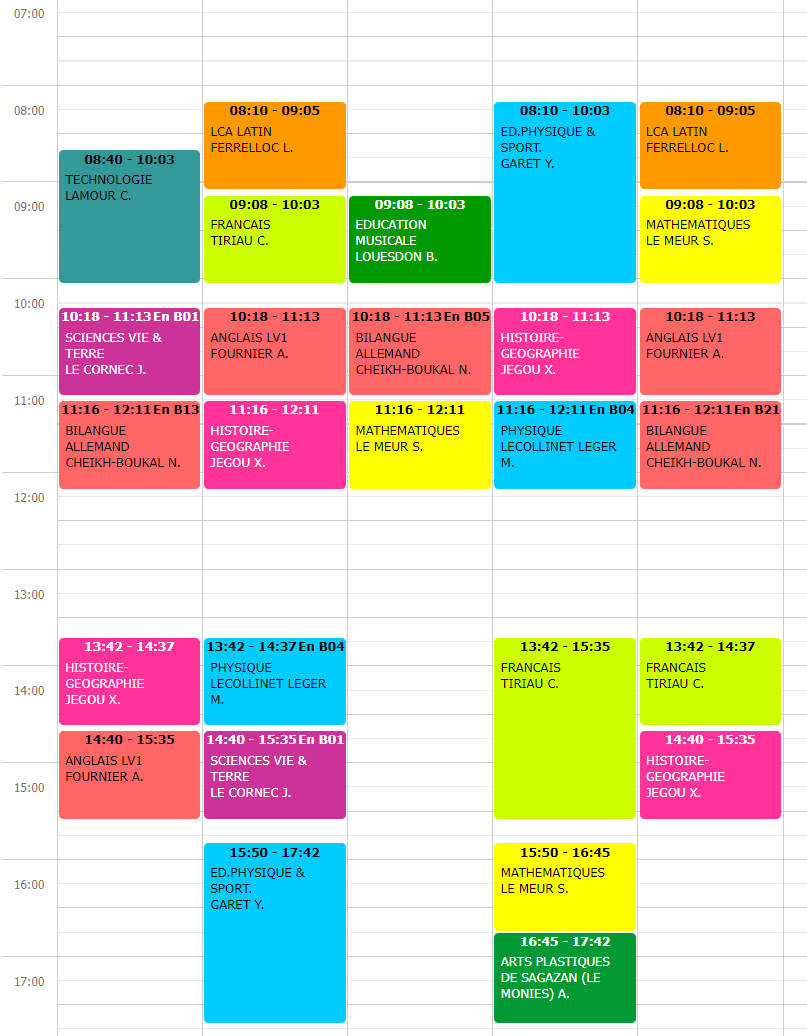 07:00
08:00
09:00
10:00
11:00
12:00
13:00
14:00
15:00
16:00
17:00
08:40 - 10:03
TECHNOLOGIE
LAMOUR C.
10:18 - 11:13 En B01
SCIENCES VIE &
TERRE
LE CORNEC J.
11:16 - 12:11 En B13
BILANGUE
ALLEMAND
CHEIKH-BOUKAL N.
13:42 - 14:37
HISTOIRE-
GEOGRAPHIE
JEGOU X.
14:40 - 15:35
ANGLAIS LV1
FOURNIER A.
08:10 - 09:05
LCA LATIN
FERRELLOC L.
09:08 - 10:03
FRANCAIS
TIRIAU C.
10:18 - 11:13
ANGLAIS LV1
FOURNIER A.
11:16 - 12:11
HISTOIRE-
GEOGRAPHIE
JEGOU X.
13:42 - 14:37 En B04
PHYSIQUE
LECOLLINET LEGER
M.
14:40 - 15:35 En B01
SCIENCES VIE &
TERRE
LE CORNEC J.
15:50 - 17:42
ED.PHYSIQUE &
SPORT.
GARET Y.
09:08 - 10:03
EDUCATION
MUSICALE
LOUESDON B.
10:18 - 11:13 En B05
BILANGUE
ALLEMAND
CHEIKH-BOUKAL N.
11:16 - 12:11
MATHEMATIQUES
LE MEUR S.
08:10 - 10:03
ED.PHYSIQUE &
SPORT.
GARET Y.
10:18 - 11:13
HISTOIRE-
GEOGRAPHIE
JEGOU X.
11:16 - 12:11 En B04
PHYSIQUE
LECOLLINET LEGER
M.
13:42 - 15:35
FRANCAIS
TIRIAU C.
15:50 - 16:45
MATHEMATIQUES
LE MEUR S.
16:45 - 17:42
ARTS PLASTIQUES
DE SAGAZAN (LE
MONIES) A.
08:10 - 09:05
LCA LATIN
FERRELLOC L.
09:08 - 10:03
MATHEMATIQUES
LE MEUR S.
10:18 - 11:13
ANGLAIS LV1
FOURNIER A.
11:16 - 12:11 En B21
BILANGUE
ALLEMAND
CHEIKH-BOUKAL N.
13:42 - 14:37
FRANCAIS
TIRIAU C.
14:40 - 15:35
HISTOIRE-
GEOGRAPHIE
JEGOU X.